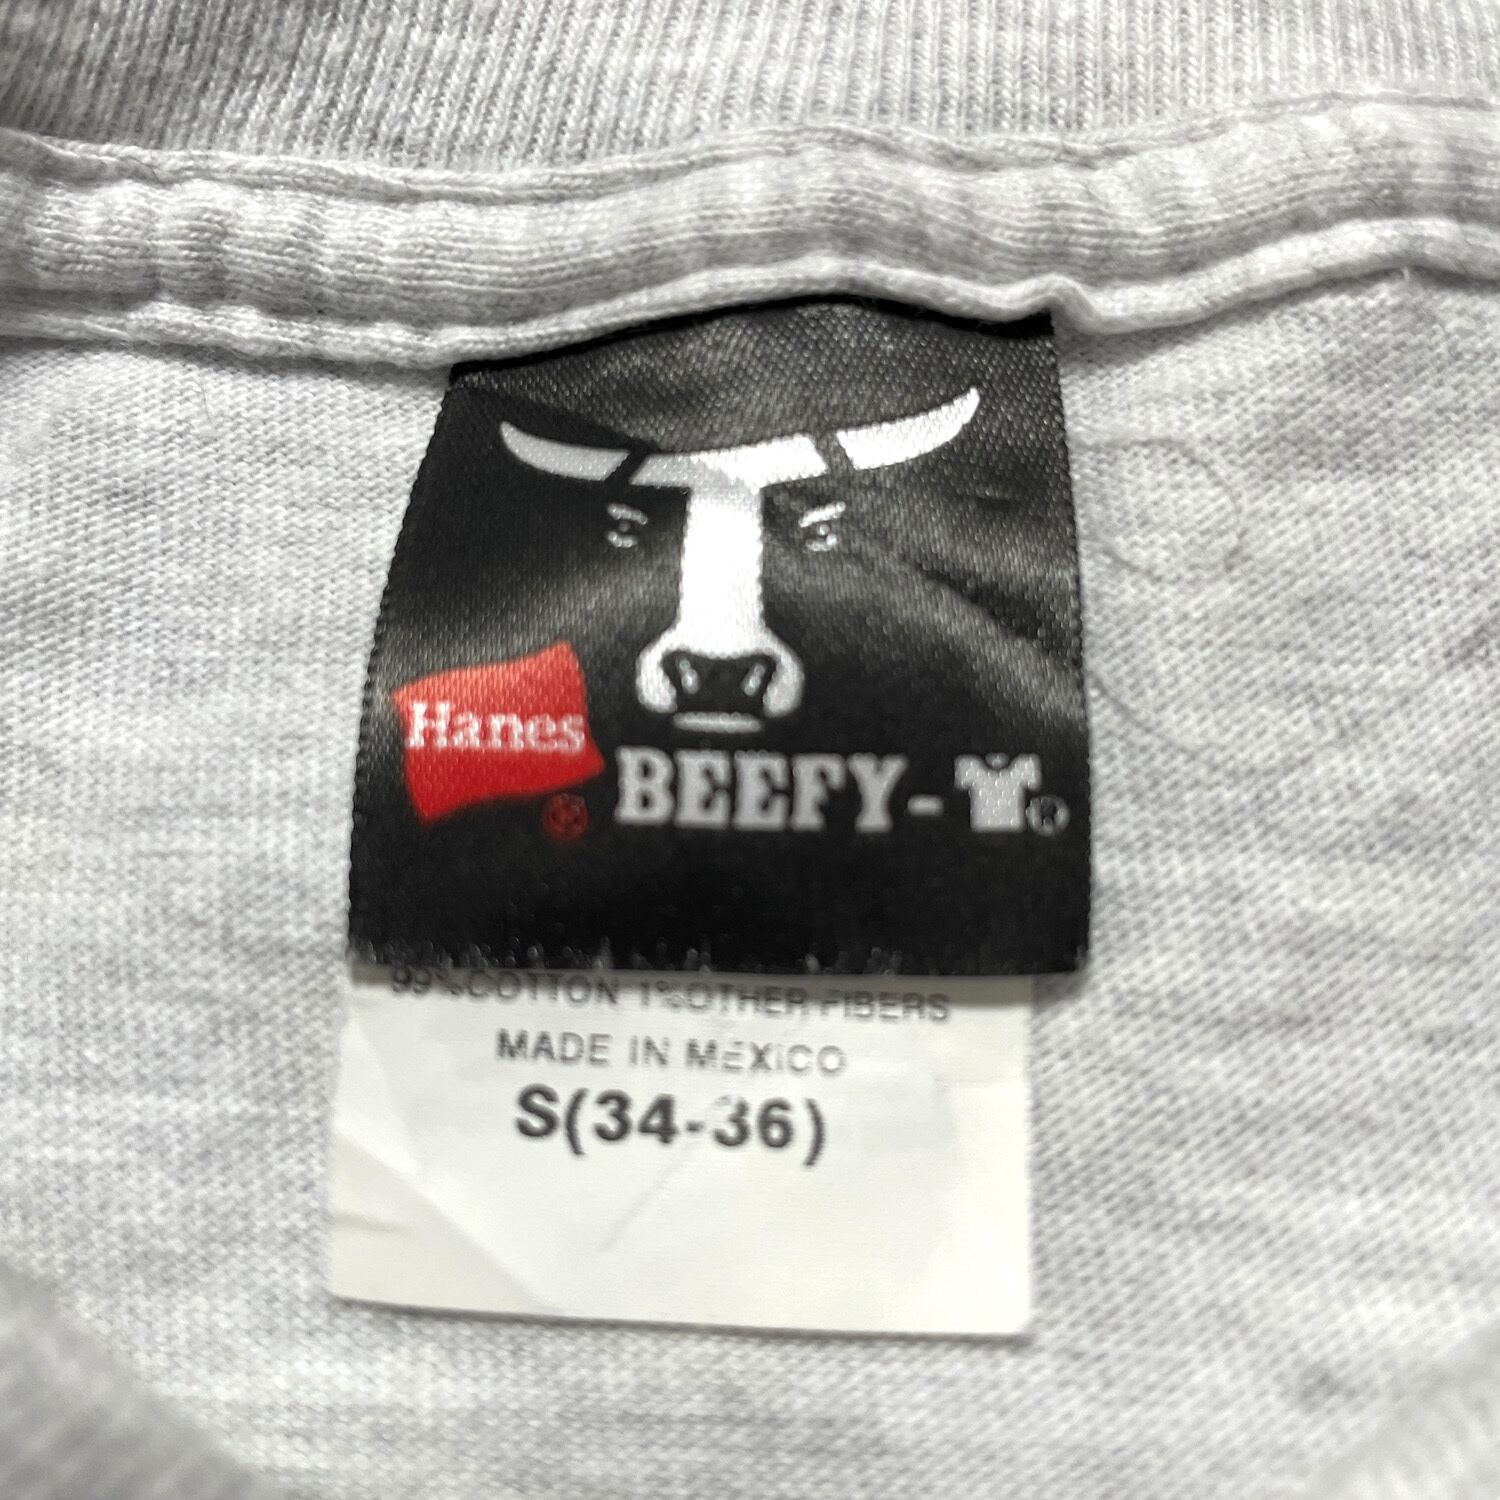 Hanes
®
BEEFY-T®
99% COTTON 1% OTHER FIBERS
MADE IN MEXICO
S(34-36)